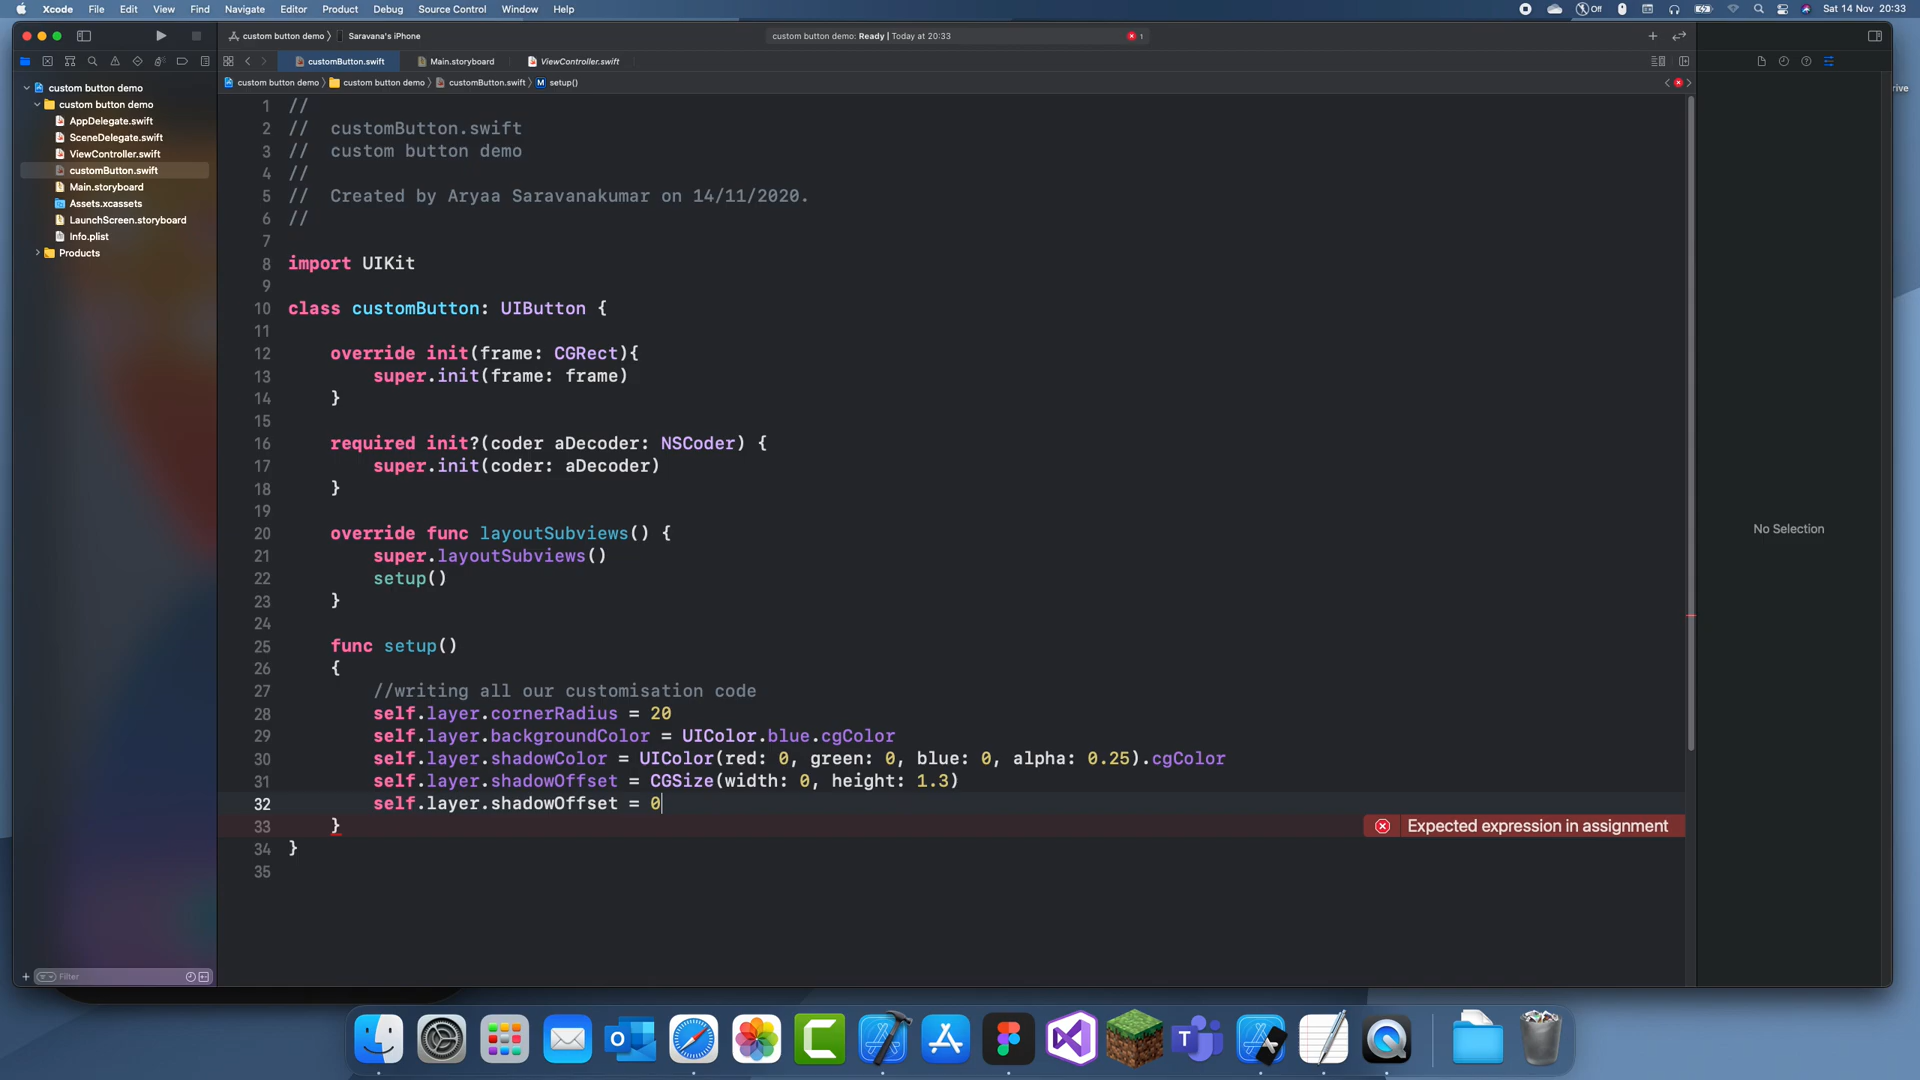 Xcode File Edit View Find Navigate Editor Product Debug Source Control Window Help Off Sat 14 Nov 20:33
custom button demo Saravana's iPhone custom button demo: Ready | Today at 20:33 1
customButton.swift Main.storyboard ViewController.swift
custom button demo custom button demo customButton.swift M setup()
custom button demo
custom button demo
AppDelegate.swift
SceneDelegate.swift
ViewController.swift
customButton.swift
Main.storyboard
Assets.xcassets
LaunchScreen.storyboard
Info.plist
Products
Filter
1 //
2 // customButton.swift
3 // custom button demo
4 //
5 // Created by Aryaa Saravanakumar on 14/11/2020.
6 //
7
8 import UIKit
9
10 class customButton: UIButton {
11
12 override init(frame: CGRect){
13 super.init(frame: frame)
14 }
15
16 required init?(coder aDecoder: NSCoder) {
17 super.init(coder: aDecoder)
18 }
19
20 override func layoutSubviews() {
21 super.layoutSubviews()
22 setup()
23 }
24
25 func setup()
26 {
27 //writing all our customisation code
28 self.layer.cornerRadius = 20
29 self.layer.backgroundColor = UIColor.blue.cgColor
30 self.layer.shadowColor = UIColor(red: 0, green: 0, blue: 0, alpha: 0.25).cgColor
31 self.layer.shadowOffset = CGSize(width: 0, height: 1.3)
32 self.layer.shadowOffset = 0
33 } Expected expression in assignment
34 }
35
No Selection
rive